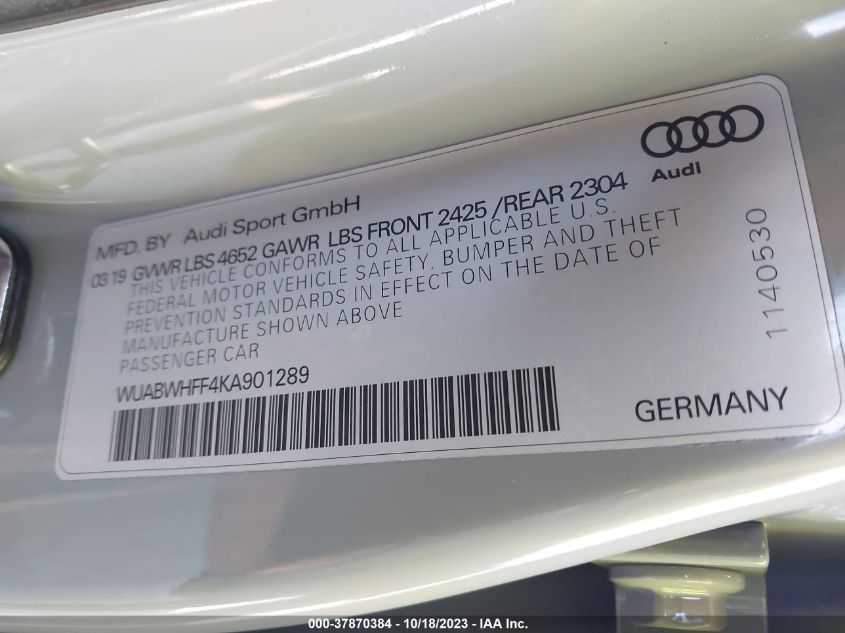 Audi
MFD. BY Audi Sport GmbH
03 19 GVWR LBS 4652 GAWR LBS FRONT 2425 /REAR 2304
THIS VEHICLE CONFORMS TO ALL APPLICABLE U.S.
FEDERAL MOTOR VEHICLE SAFETY, BUMPER AND THEFT
PREVENTION STANDARDS IN EFFECT ON THE DATE OF
MANUFACTURE SHOWN ABOVE
PASSENGER CAR
WUABWHFF4KA901289
GERMANY
1140530
000-37870384 - 10/18/2023 - IAA Inc.